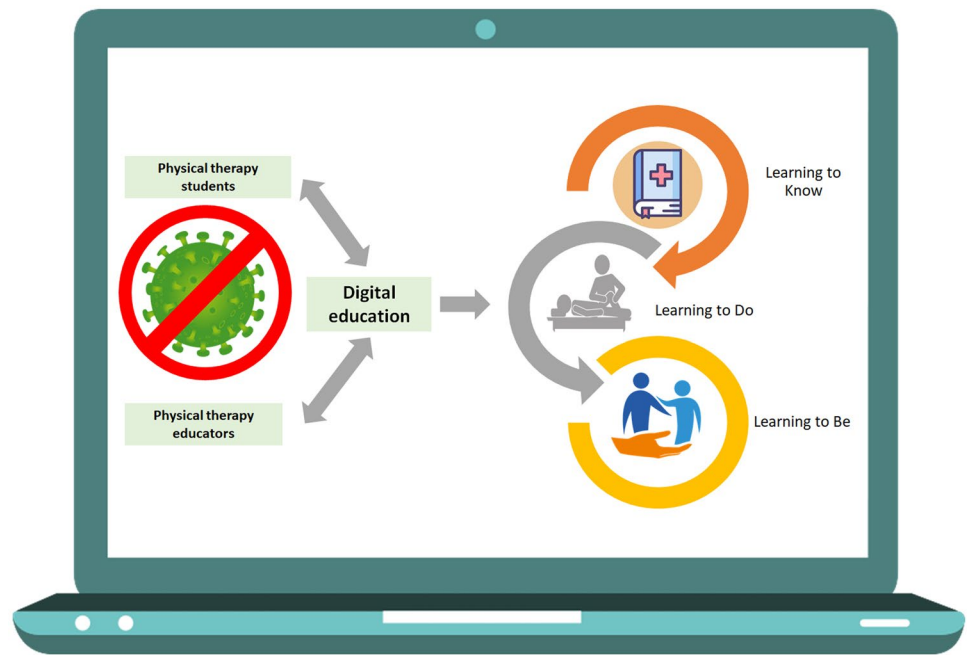 Physical therapy
students
Digital
education
Physical therapy
educators
Learning to
Know
Learning to Do
Learning to Be